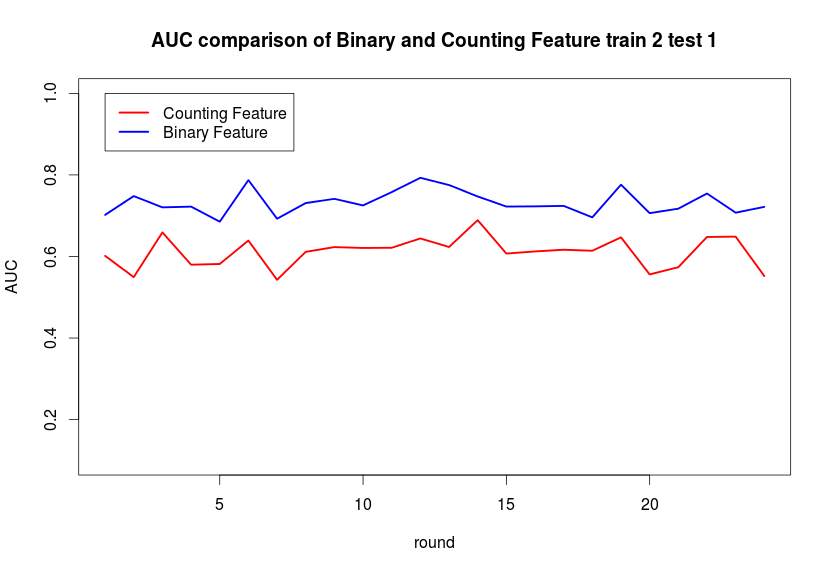 AUC comparison of Binary and Counting Feature train 2 test 1
Counting Feature
Binary Feature
1.0
0.8
0.6
0.4
0.2
AUC
5 10 15 20
round